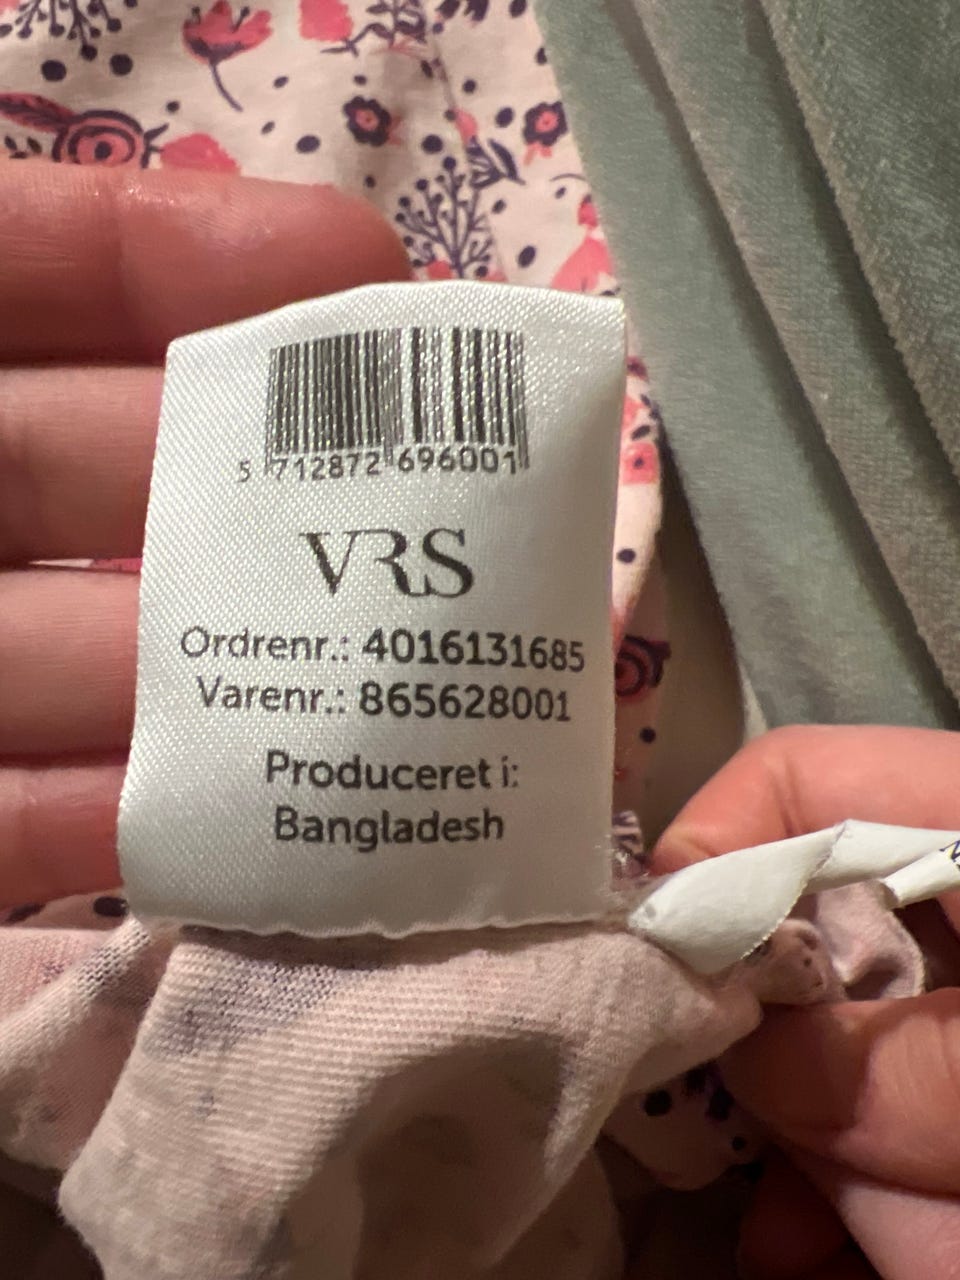 5 712872 696001
VRS
Ordrenr.: 4016131685
Varenr.: 865628001
Produceret i:
Bangladesh